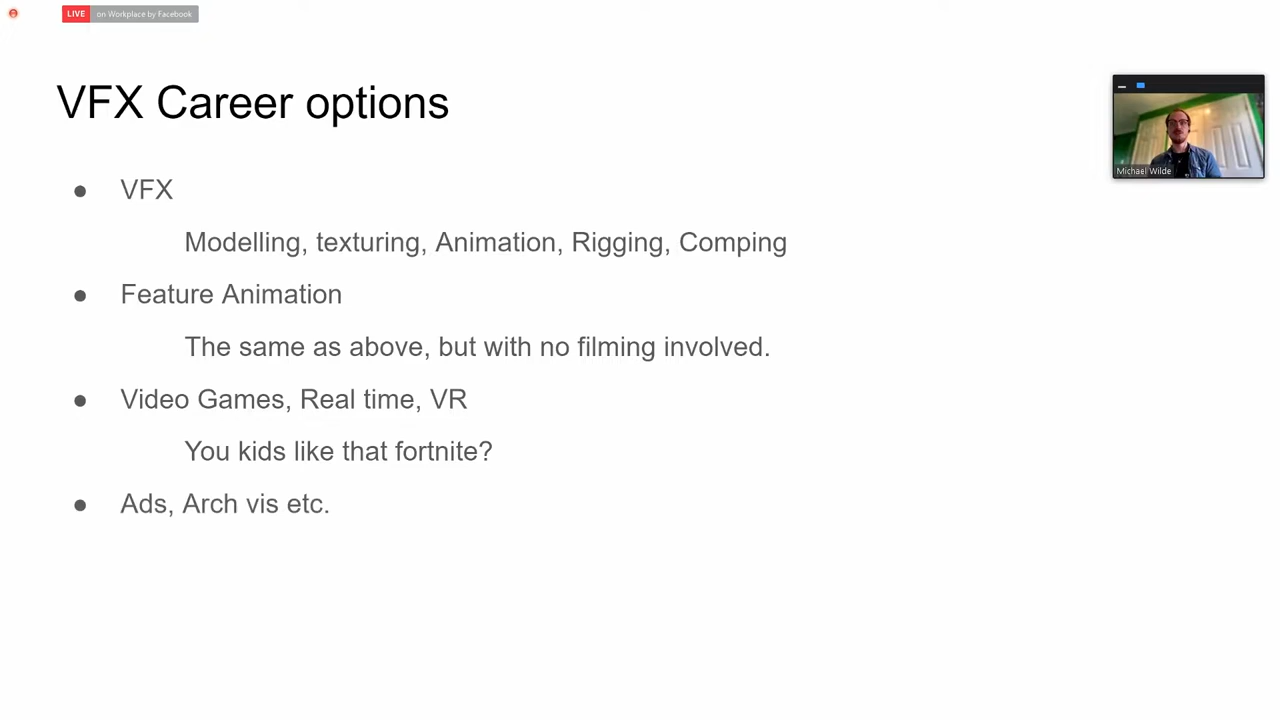 LIVE on Workplace by Facebook
VFX Career options
Michael Wilde
● VFX
Modelling, texturing, Animation, Rigging, Comping
● Feature Animation
The same as above, but with no filming involved.
● Video Games, Real time, VR
You kids like that fortnite?
● Ads, Arch vis etc.